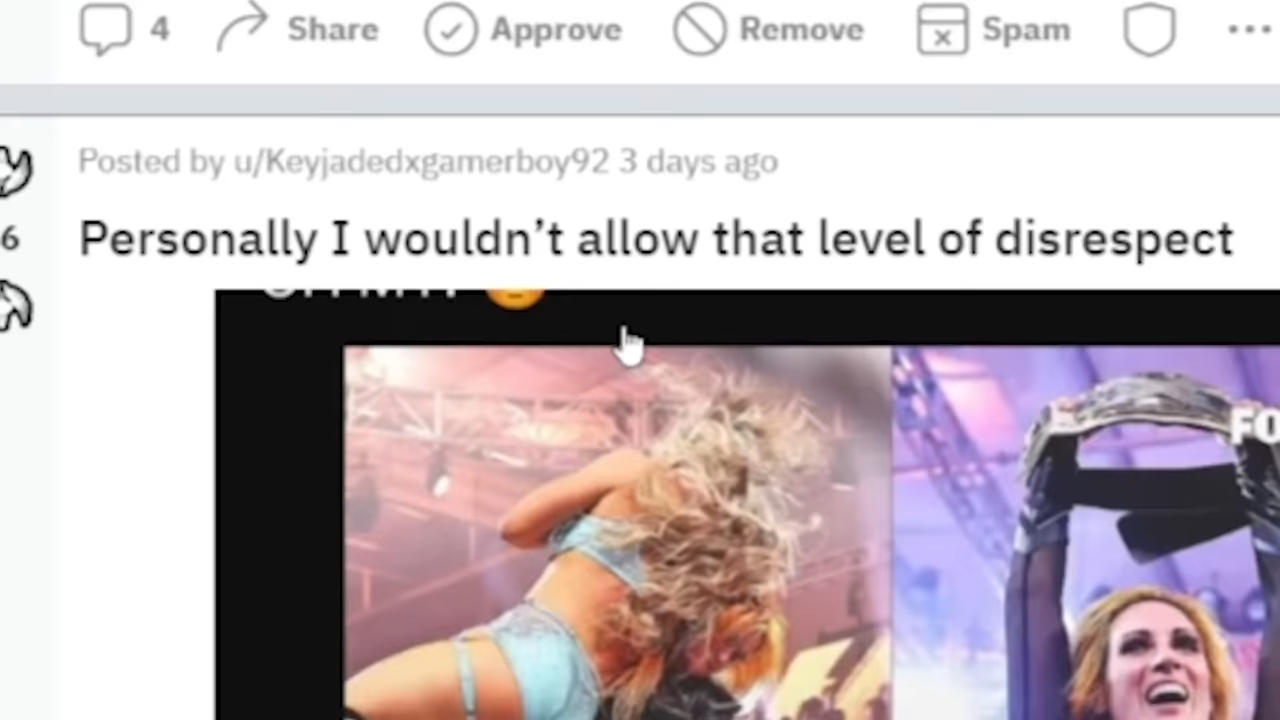 4 Share Approve Remove Spam ...
Posted by u/Keyjadedxgamerboy92 3 days ago
6
Personally I wouldn’t allow that level of disrespect
FO